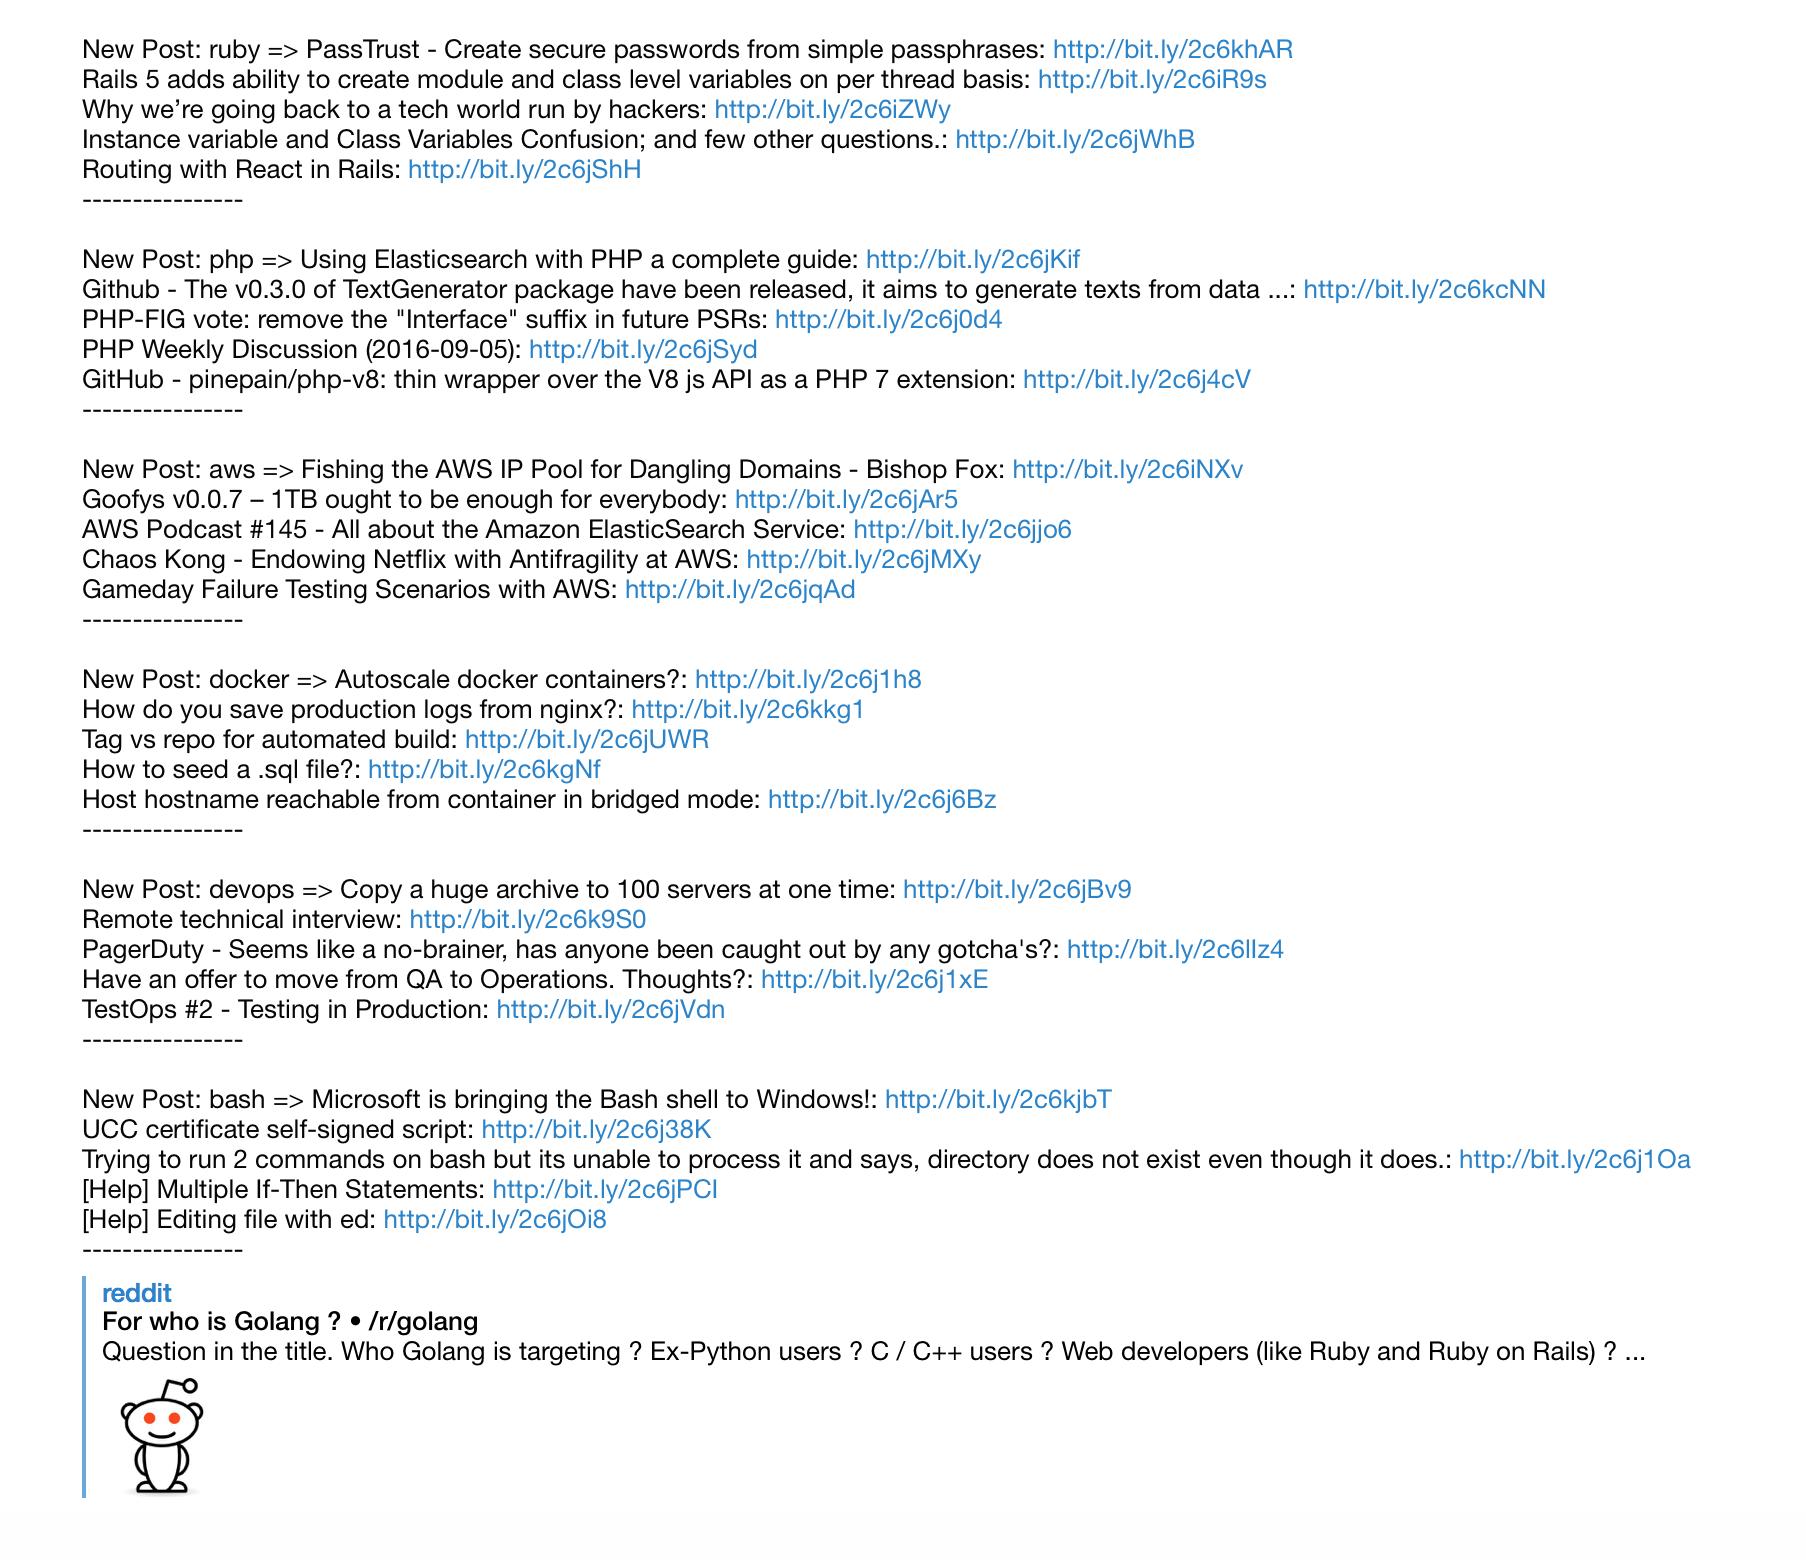 New Post: ruby => PassTrust - Create secure passwords from simple passphrases: http://bit.ly/2c6khAR
Rails 5 adds ability to create module and class level variables on per thread basis: http://bit.ly/2c6iR9s
Why we’re going back to a tech world run by hackers: http://bit.ly/2c6iZWy
Instance variable and Class Variables Confusion; and few other questions.: http://bit.ly/2c6jWhB
Routing with React in Rails: http://bit.ly/2c6jShH
----------------
New Post: php => Using Elasticsearch with PHP a complete guide: http://bit.ly/2c6jKif
Github - The v0.3.0 of TextGenerator package have been released, it aims to generate texts from data ...: http://bit.ly/2c6kcNN
PHP-FIG vote: remove the "Interface" suffix in future PSRs: http://bit.ly/2c6j0d4
PHP Weekly Discussion (2016-09-05): http://bit.ly/2c6jSyd
GitHub - pinepain/php-v8: thin wrapper over the V8 js API as a PHP 7 extension: http://bit.ly/2c6j4cV
----------------
New Post: aws => Fishing the AWS IP Pool for Dangling Domains - Bishop Fox: http://bit.ly/2c6iNXv
Goofys v0.0.7 – 1TB ought to be enough for everybody: http://bit.ly/2c6jAr5
AWS Podcast #145 - All about the Amazon ElasticSearch Service: http://bit.ly/2c6jjo6
Chaos Kong - Endowing Netflix with Antifragility at AWS: http://bit.ly/2c6jMXy
Gameday Failure Testing Scenarios with AWS: http://bit.ly/2c6jqAd
----------------
New Post: docker => Autoscale docker containers?: http://bit.ly/2c6j1h8
How do you save production logs from nginx?: http://bit.ly/2c6kkg1
Tag vs repo for automated build: http://bit.ly/2c6jUWR
How to seed a .sql file?: http://bit.ly/2c6kgNf
Host hostname reachable from container in bridged mode: http://bit.ly/2c6j6Bz
----------------
New Post: devops => Copy a huge archive to 100 servers at one time: http://bit.ly/2c6jBv9
Remote technical interview: http://bit.ly/2c6k9S0
PagerDuty - Seems like a no-brainer, has anyone been caught out by any gotcha's?: http://bit.ly/2c6lIz4
Have an offer to move from QA to Operations. Thoughts?: http://bit.ly/2c6j1xE
TestOps #2 - Testing in Production: http://bit.ly/2c6jVdn
----------------
New Post: bash => Microsoft is bringing the Bash shell to Windows!: http://bit.ly/2c6kjbT
UCC certificate self-signed script: http://bit.ly/2c6j38K
Trying to run 2 commands on bash but its unable to process it and says, directory does not exist even though it does.: http://bit.ly/2c6j1Oa
[Help] Multiple If-Then Statements: http://bit.ly/2c6jPCI
[Help] Editing file with ed: http://bit.ly/2c6jOi8
----------------
reddit
For who is Golang ? • /r/golang
Question in the title. Who Golang is targeting ? Ex-Python users ? C / C++ users ? Web developers (like Ruby and Ruby on Rails) ? ...